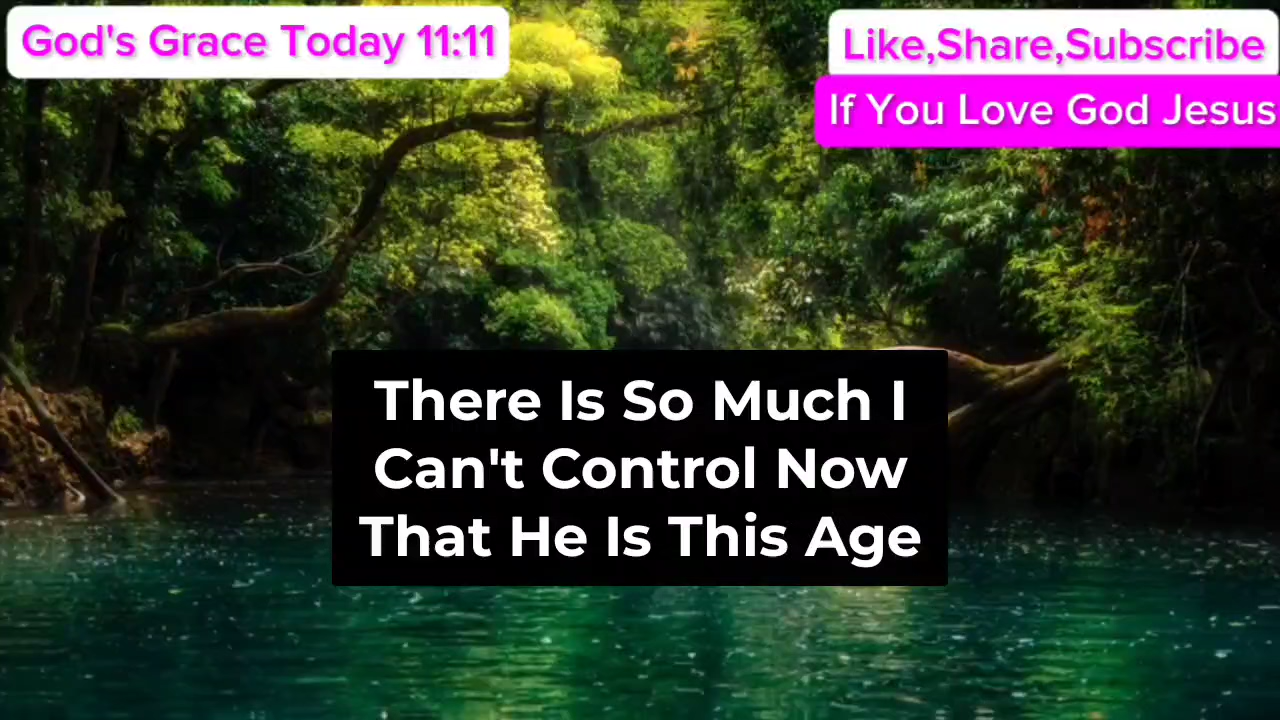 God's Grace Today 11:11
Like,Share,Subscribe
If You Love God Jesus
There Is So Much I
Can't Control Now
That He Is This Age